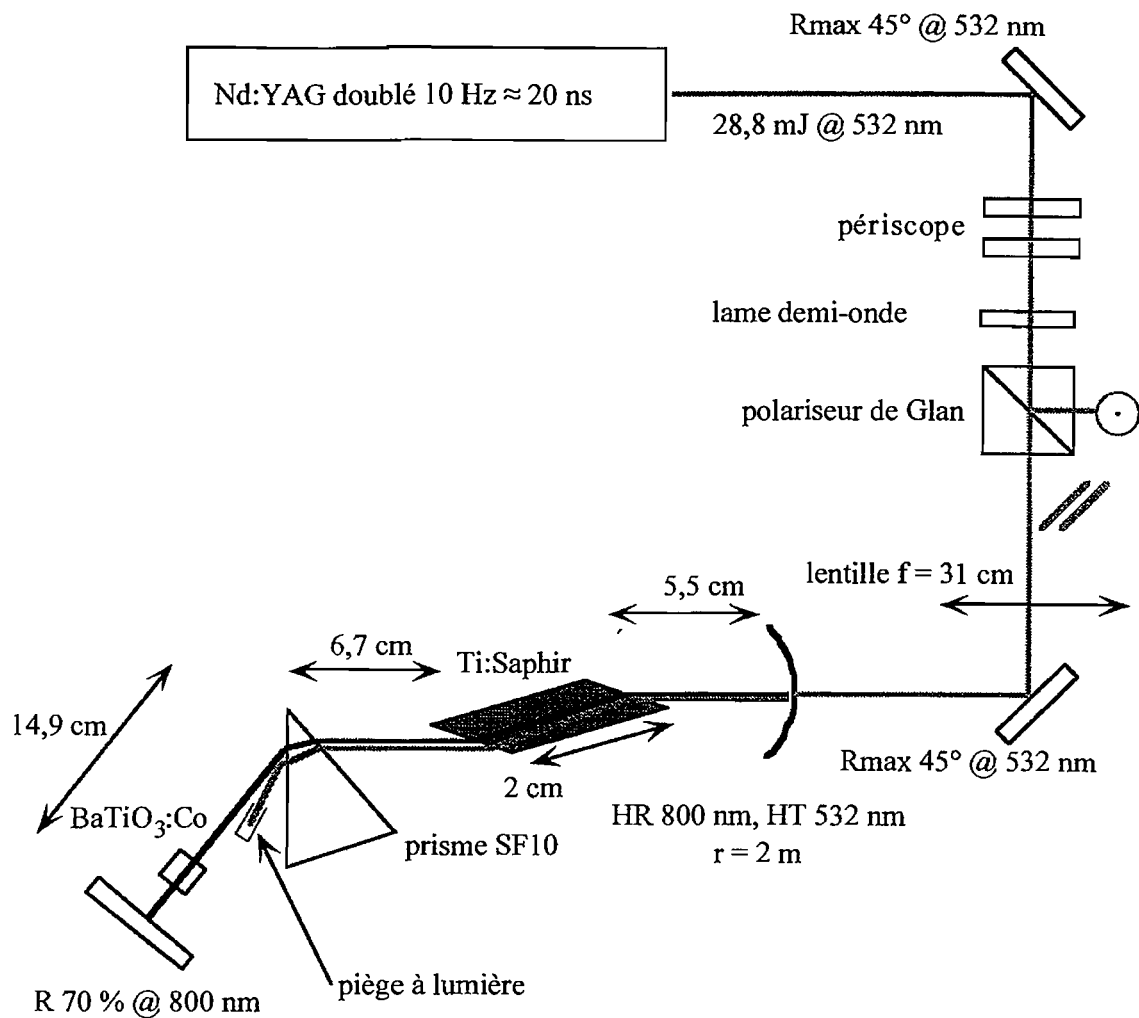 Rmax 45° @ 532 nm
Nd:YAG doublé 10 Hz ≈ 20 ns
28,8 mJ @ 532 nm
périscope
lame demi-onde
polariseur de Glan
lentille f = 31 cm
5,5 cm
6,7 cm
Ti:Saphir
14,9 cm
2 cm
Rmax 45° @ 532 nm
BaTiO3:Co
HR 800 nm, HT 532 nm
r = 2 m
prisme SF10
piège à lumière
R 70 % @ 800 nm